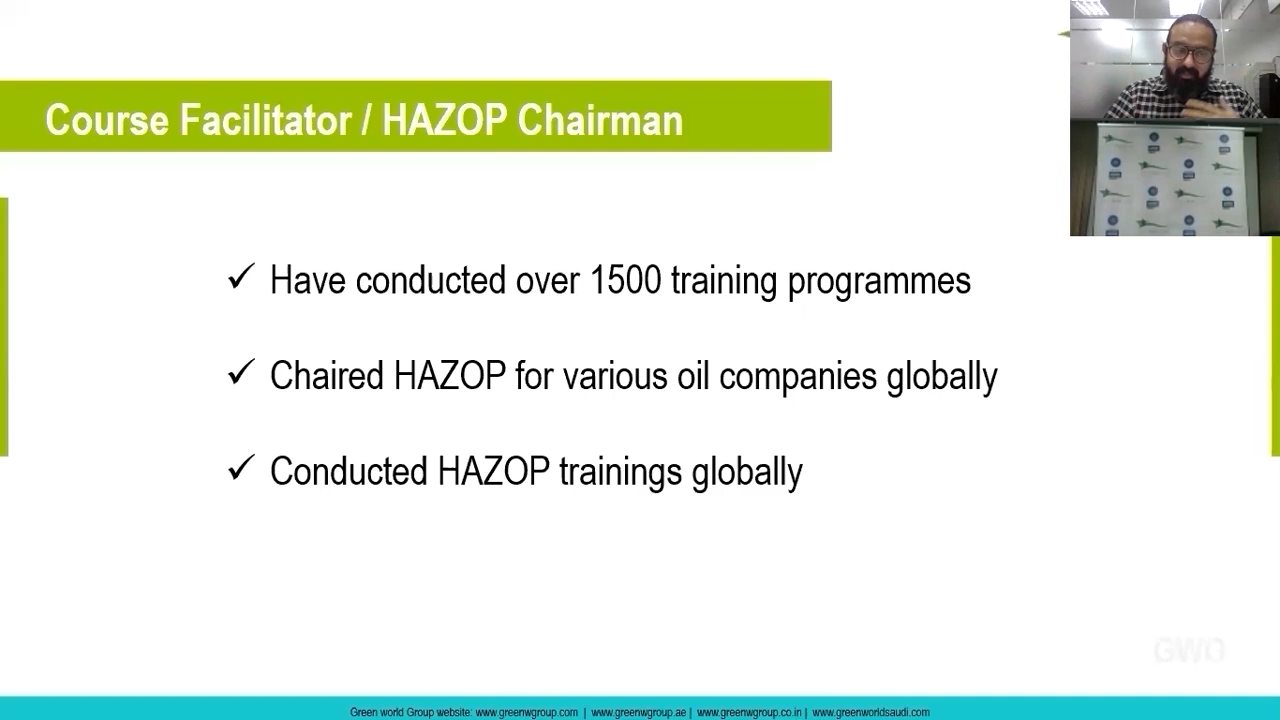 Course Facilitator / HAZOP Chairman
✓ Have conducted over 1500 training programmes
✓ Chaired HAZOP for various oil companies globally
✓ Conducted HAZOP trainings globally
GWG
Green world Group website: www.greenwgroup.com | www.greenwgroup.ae | www.greenwgroup.co.in | www.greenworldsaudi.com